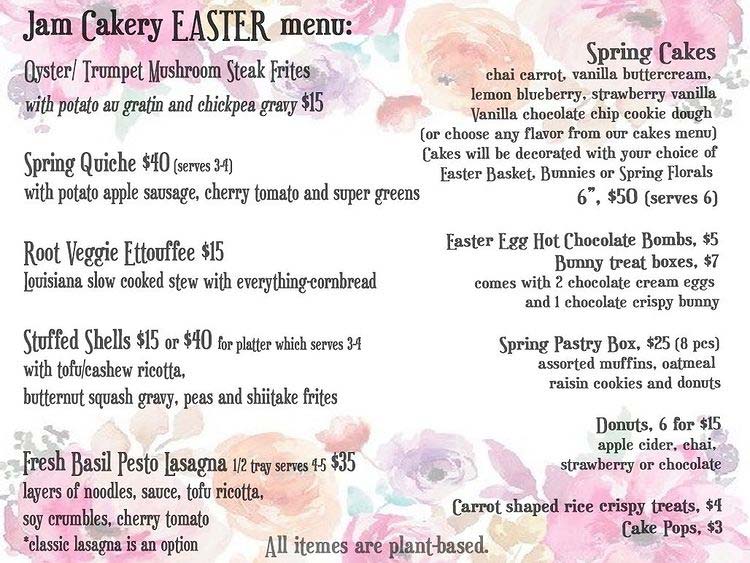 Jam Cakery EASTER menu:
Oyster/ Trumpet Mushroom Steak Frites
with potato au gratin and chickpea gravy $15
Spring Quiche $40 (serves 3-4)
with potato apple sausage, cherry tomato and super greens
Root Veggie Ettouffee $15
Louisiana slow cooked stew with everything-cornbread
Stuffed Shells $15 or $40 for platter which serves 3-4
with tofu/cashew ricotta,
butternut squash gravy, peas and shiitake frites
Fresh Basil Pesto Lasagna 1/2 tray serves 4-5 $35
layers of noodles, sauce, tofu ricotta,
soy crumbles, cherry tomato
*classic lasagna is an option
Spring Cakes
chai carrot, vanilla buttercream,
lemon blueberry, strawberry vanilla
Vanilla chocolate chip cookie dough
(or choose any flavor from our cakes menu)
Cakes will be decorated with your choice of
Easter Basket, Bunnies or Spring Florals
6", $50 (serves 6)
Easter Egg Hot Chocolate Bombs, $5
Bunny treat boxes, $7
comes with 2 chocolate cream eggs
and 1 chocolate crispy bunny
Spring Pastry Box, $25 (8 pcs)
assorted muffins, oatmeal
raisin cookies and donuts
Donuts, 6 for $15
apple cider, chai,
strawberry or chocolate
Carrot shaped rice crispy treats, $4
Cake Pops, $3
All itemes are plant-based.